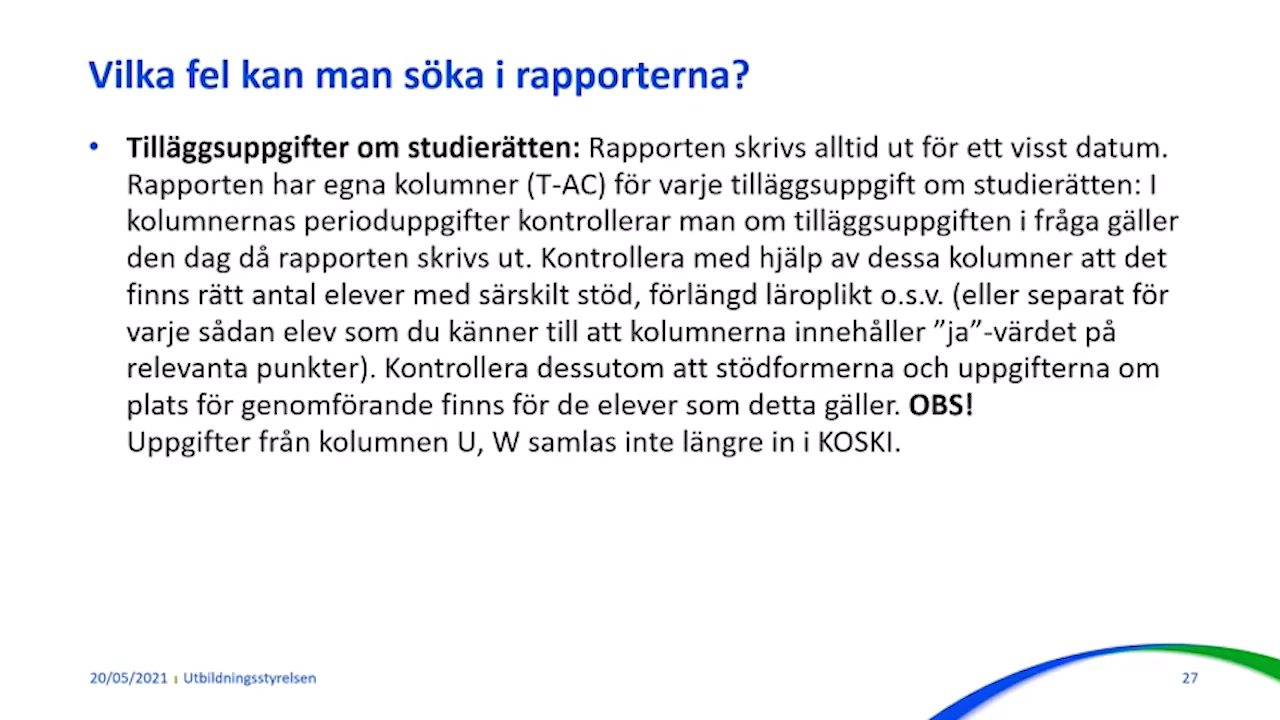 Vilka fel kan man söka i rapporterna?
• Tilläggsuppgifter om studierätten: Rapporten skrivs alltid ut för ett visst datum.
Rapporten har egna kolumner (T-AC) för varje tilläggsuppgift om studierätten: I
kolumnernas perioduppgifter kontrollerar man om tilläggsuppgiften i fråga gäller
den dag då rapporten skrivs ut. Kontrollera med hjälp av dessa kolumner att det
finns rätt antal elever med särskilt stöd, förlängd läroplikt o.s.v. (eller separat för
varje sådan elev som du känner till att kolumnerna innehåller ”ja”-värdet på
relevanta punkter). Kontrollera dessutom att stödformerna och uppgifterna om
plats för genomförande finns för de elever som detta gäller. OBS!
Uppgifter från kolumnen U, W samlas inte längre in i KOSKI.
20/05/2021 | Utbildningsstyrelsen
27